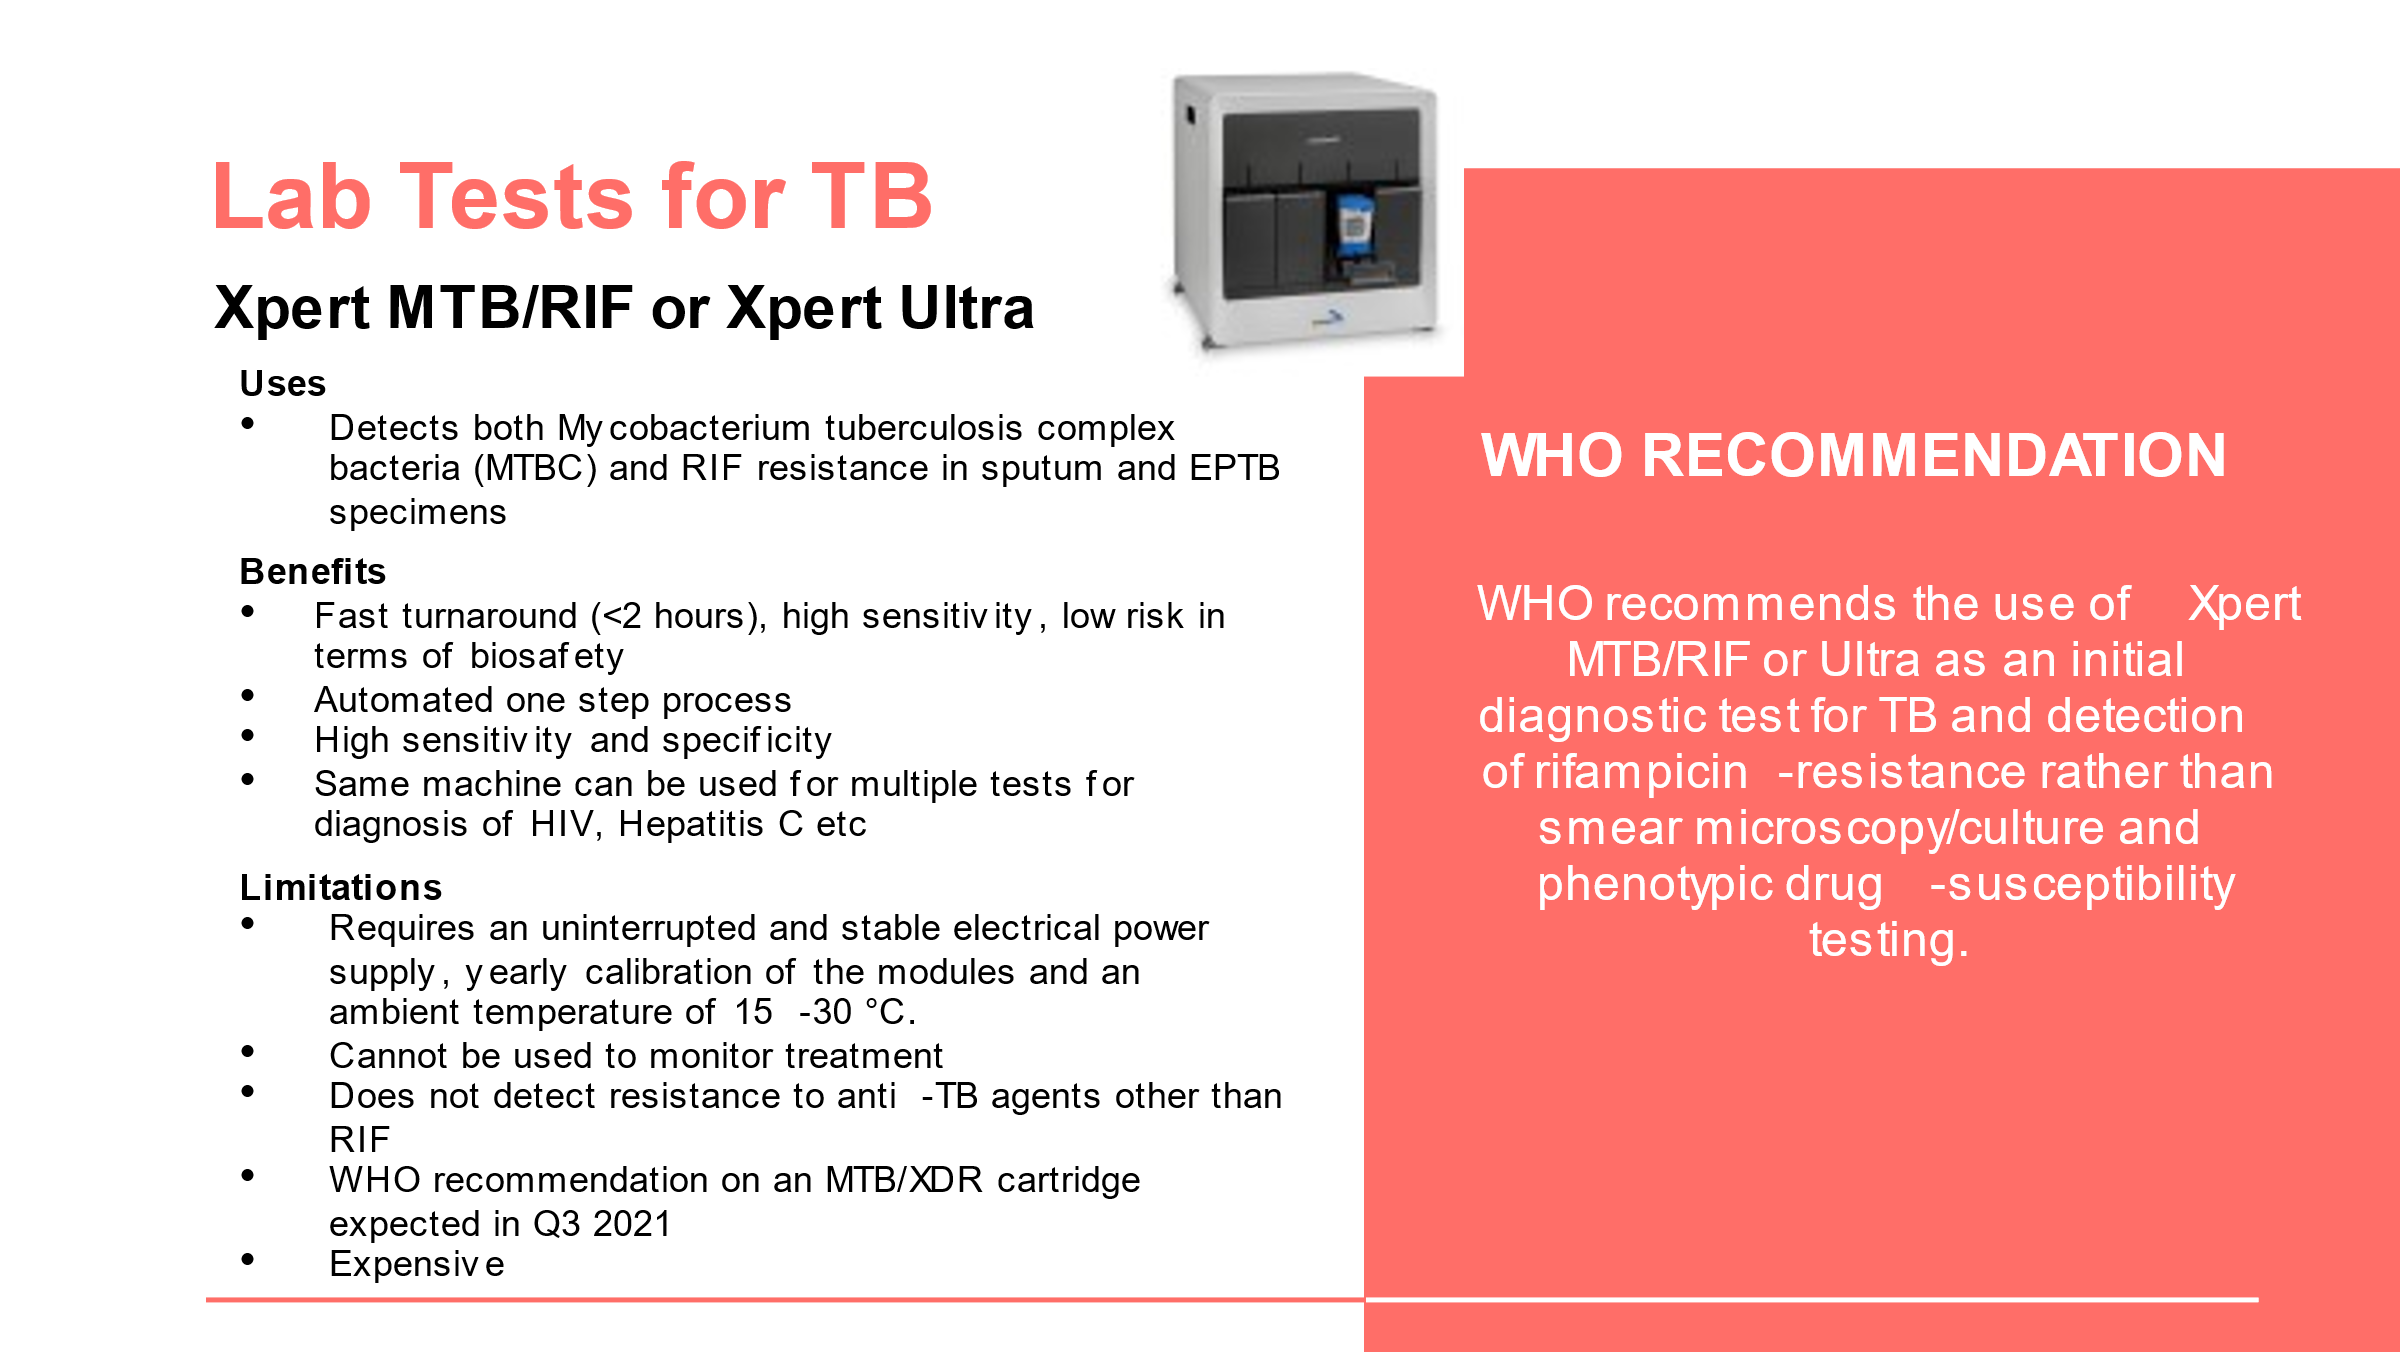 Lab Tests for TB
Xpert MTB/RIF or Xpert Ultra
Uses
• Detects both Mycobacterium tuberculosis complex
bacteria (MTBC) and RIF resistance in sputum and EPTB
specimens
Benefits
• Fast turnaround (<2 hours), high sensitivity, low risk in
terms of biosafety
• Automated one step process
• High sensitivity and specificity
• Same machine can be used for multiple tests for
diagnosis of HIV, Hepatitis C etc
Limitations
• Requires an uninterrupted and stable electrical power
supply, yearly calibration of the modules and an
ambient temperature of 15 -30 °C.
• Cannot be used to monitor treatment
• Does not detect resistance to anti -TB agents other than
RIF
• WHO recommendation on an MTB/XDR cartridge
expected in Q3 2021
• Expensive
WHO RECOMMENDATION
WHO recommends the use of Xpert
MTB/RIF or Ultra as an initial
diagnostic test for TB and detection
of rifampicin -resistance rather than
smear microscopy/culture and
phenotypic drug -susceptibility
testing.